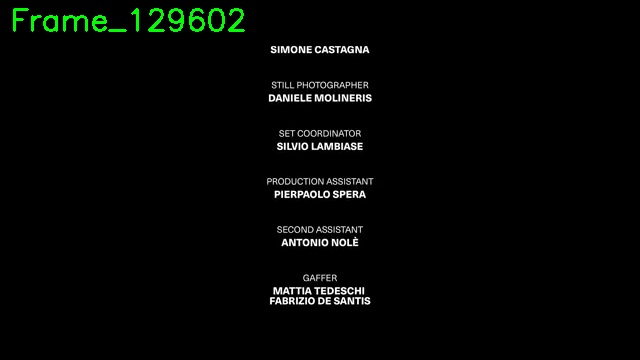 Frame_129602
SIMONE CASTAGNA
STILL PHOTOGRAPHER
DANIELE MOLINERIS
SET COORDINATOR
SILVIO LAMBIASE
PRODUCTION ASSISTANT
PIERPAOLO SPERA
SECOND ASSISTANT
ANTONIO NOLÈ
GAFFER
MATTIA TEDESCHI
FABRIZIO DE SANTIS